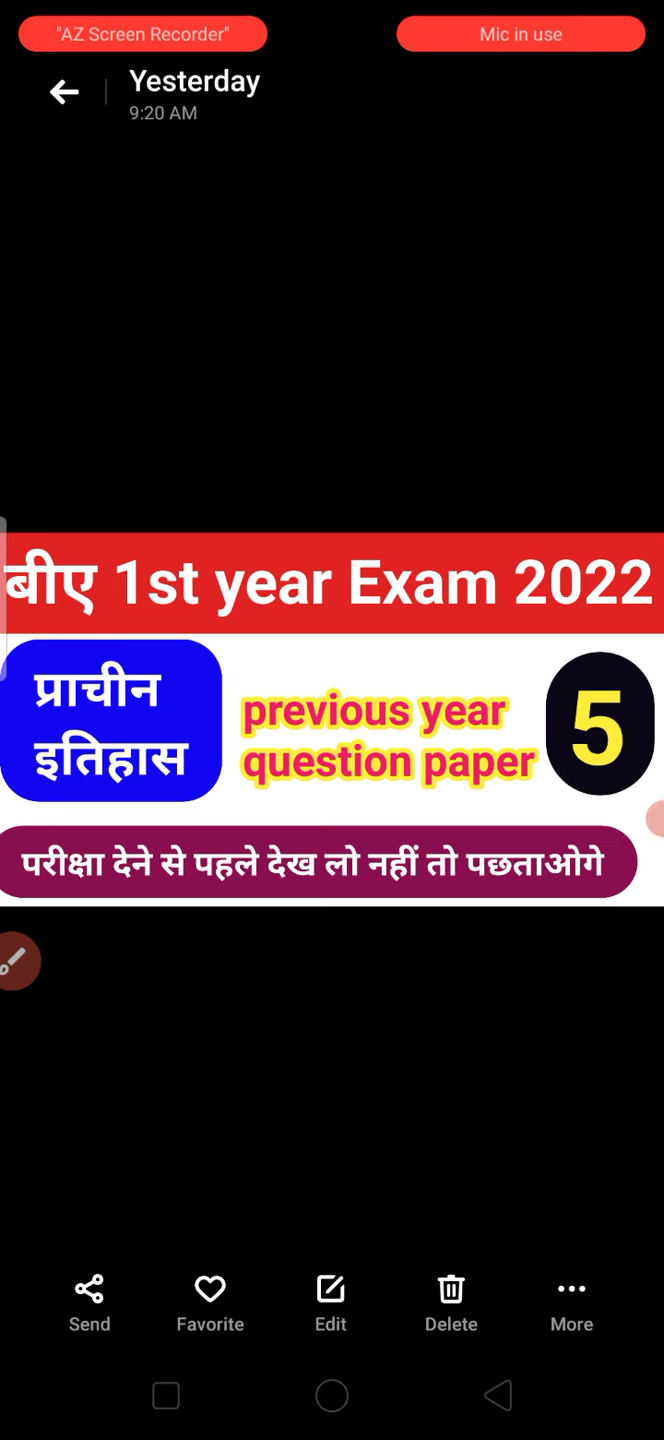 "AZ Screen Recorder"
Mic in use
Yesterday
9:20 AM
बीए 1st year Exam 2022
प्राचीन
इतिहास
previous year
question paper
5
परीक्षा देने से पहले देख लो नहीं तो पछताओगे
Send
Favorite
Edit
Delete
More